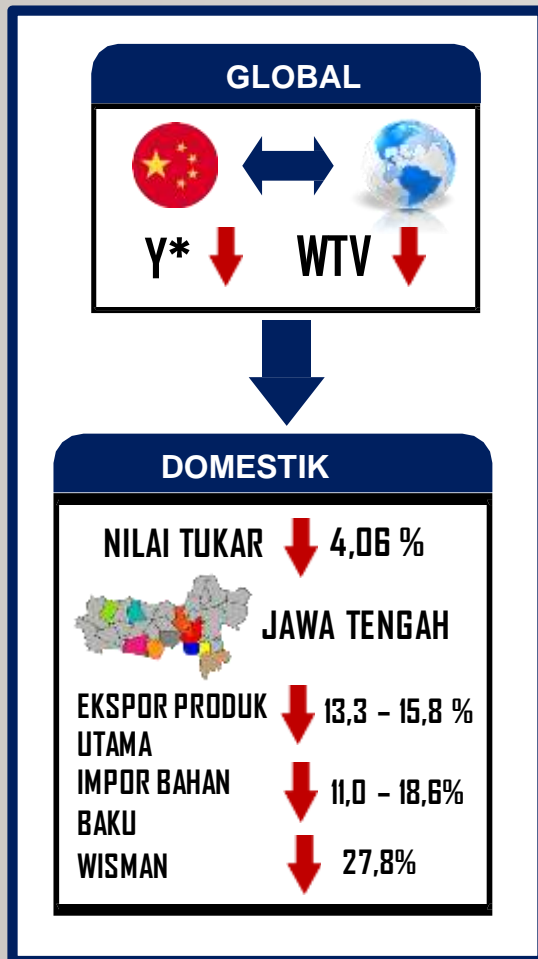 GLOBAL
Y* WTV
DOMESTIK
NILAI TUKAR 4,06 %
JAWA TENGAH
EKSPOR PRODUK 13,3 – 15,8 %
UTAMA
IMPOR BAHAN 11,0 – 18,6%
BAKU
WISMAN 27,8%